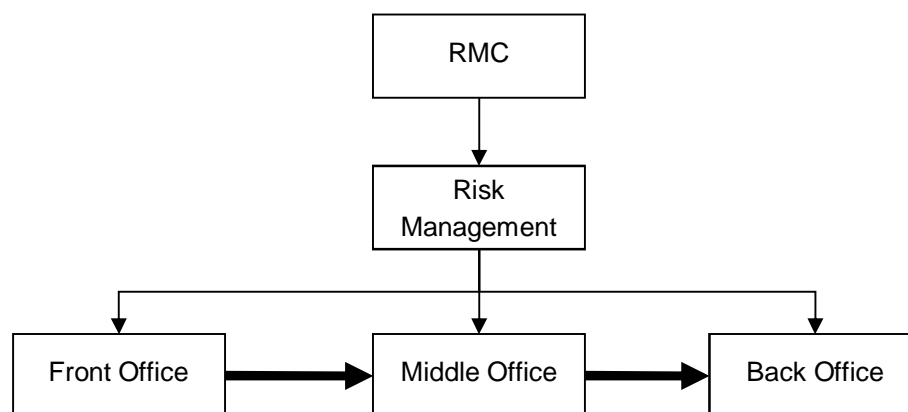 RMC
Risk
Management
Front Office
Middle Office
Back Office